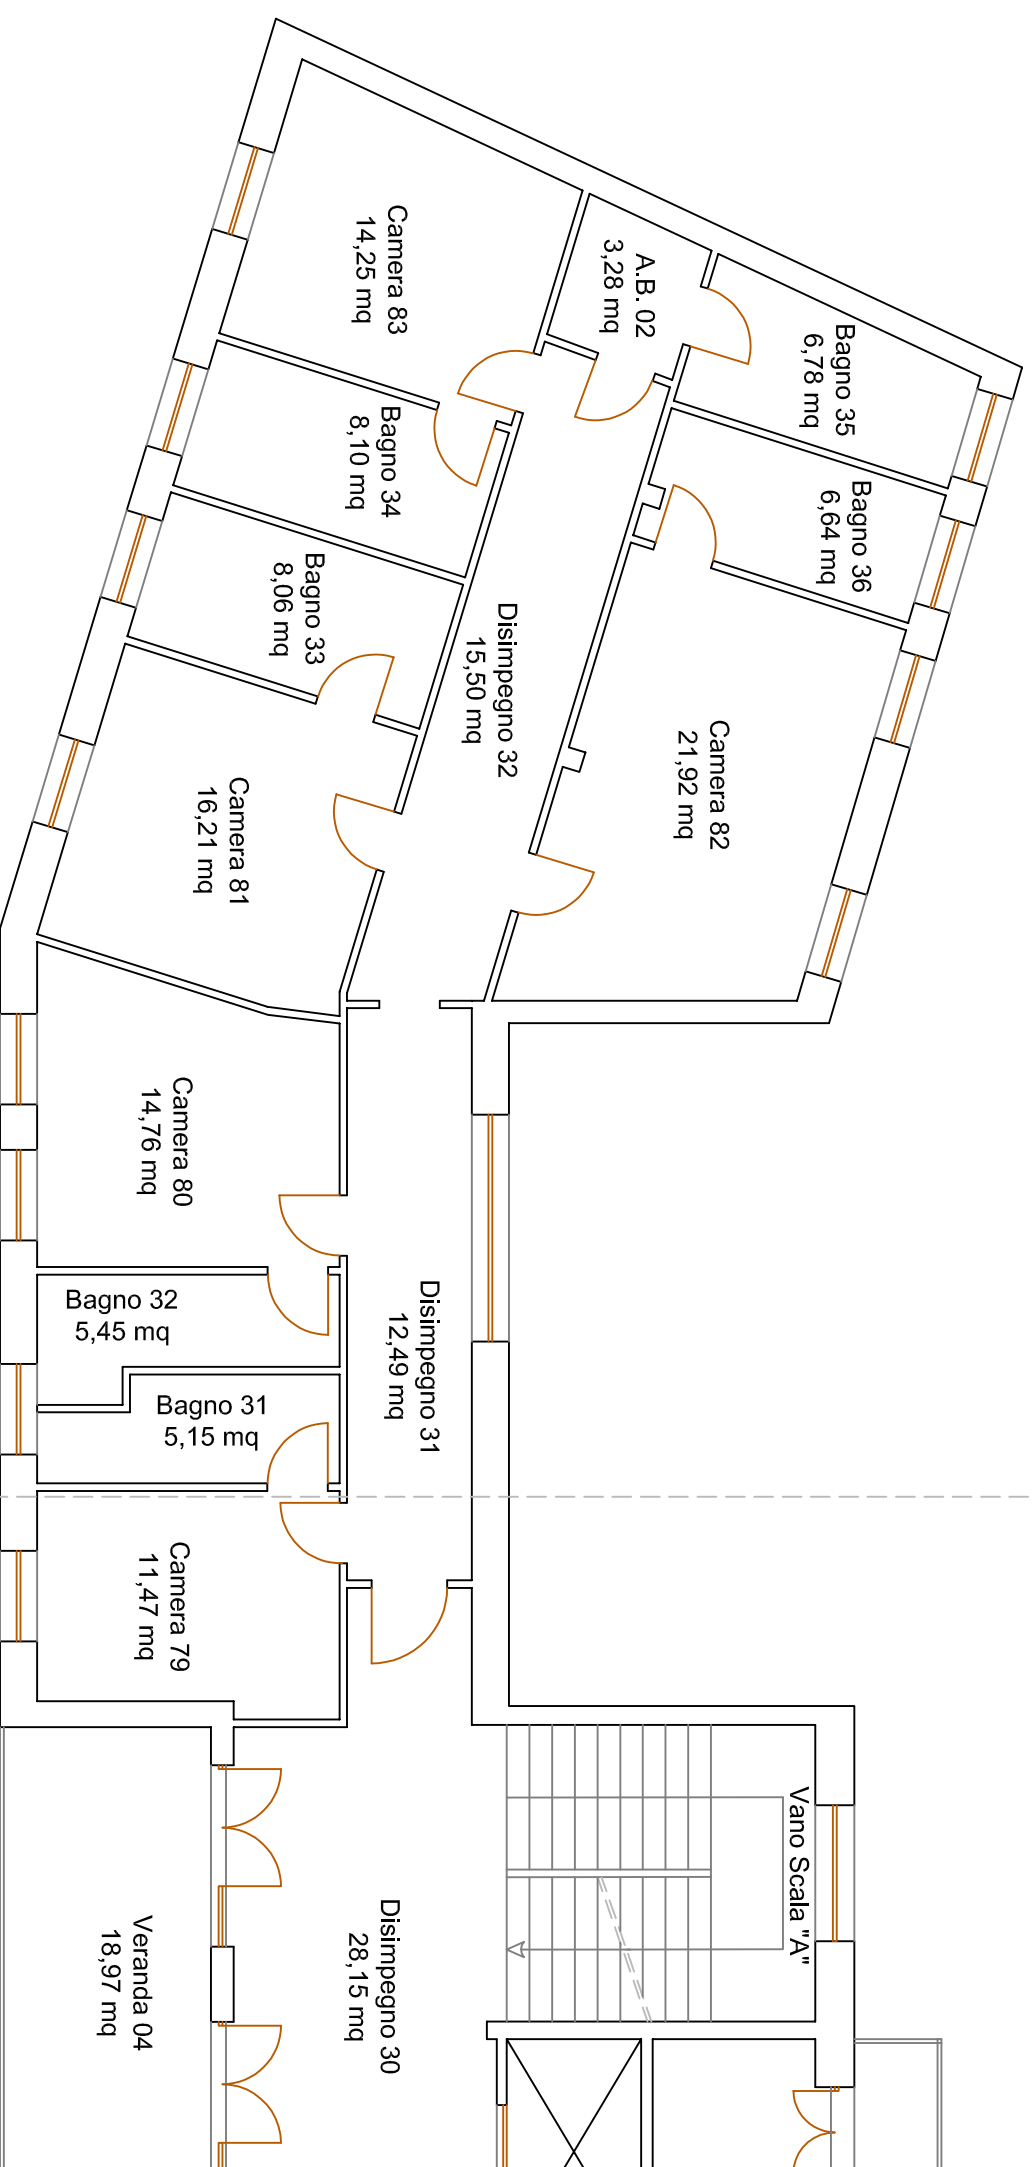 Camera 83
14,25 mq
A.B. 02
3,28 mq
Bagno 35
6,78 mq
Bagno 34
8,10 mq
Bagno 36
6,64 mq
Bagno 33
8,06 mq
Disimpegno 32
15,50 mq
Camera 82
21,92 mq
Camera 81
16,21 mq
Camera 80
14,76 mq
Bagno 32
5,45 mq
Disimpegno 31
12,49 mq
Bagno 31
5,15 mq
Camera 79
11,47 mq
Vano Scala "A"
Disimpegno 30
28,15 mq
Veranda 04
18,97 mq